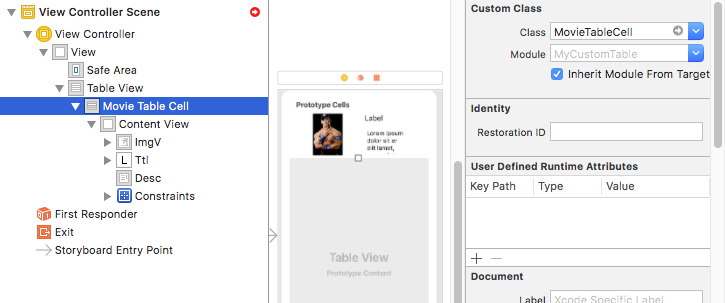 View Controller Scene
View Controller
View
Safe Area
Table View
Movie Table Cell
Content View
ImgV
L Ttl
Desc
Constraints
First Responder
Exit
Storyboard Entry Point
Prototype Cells
Label
Lorem ipsum
dolor sit er
elit lamet,
Table View
Prototype Content
Custom Class
Class MovieTableCell
Module MyCustomTable
Inherit Module From Target
Identity
Restoration ID
User Defined Runtime Attributes
Key Path Type Value
Document
Label Xcode Specific Label